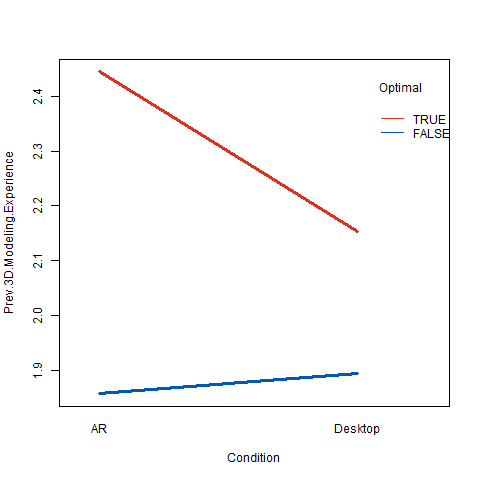 Optimal
TRUE
FALSE
2.4
2.3
2.2
2.1
2.0
1.9
Prev.3D.Modeling.Experience
AR
Desktop
Condition